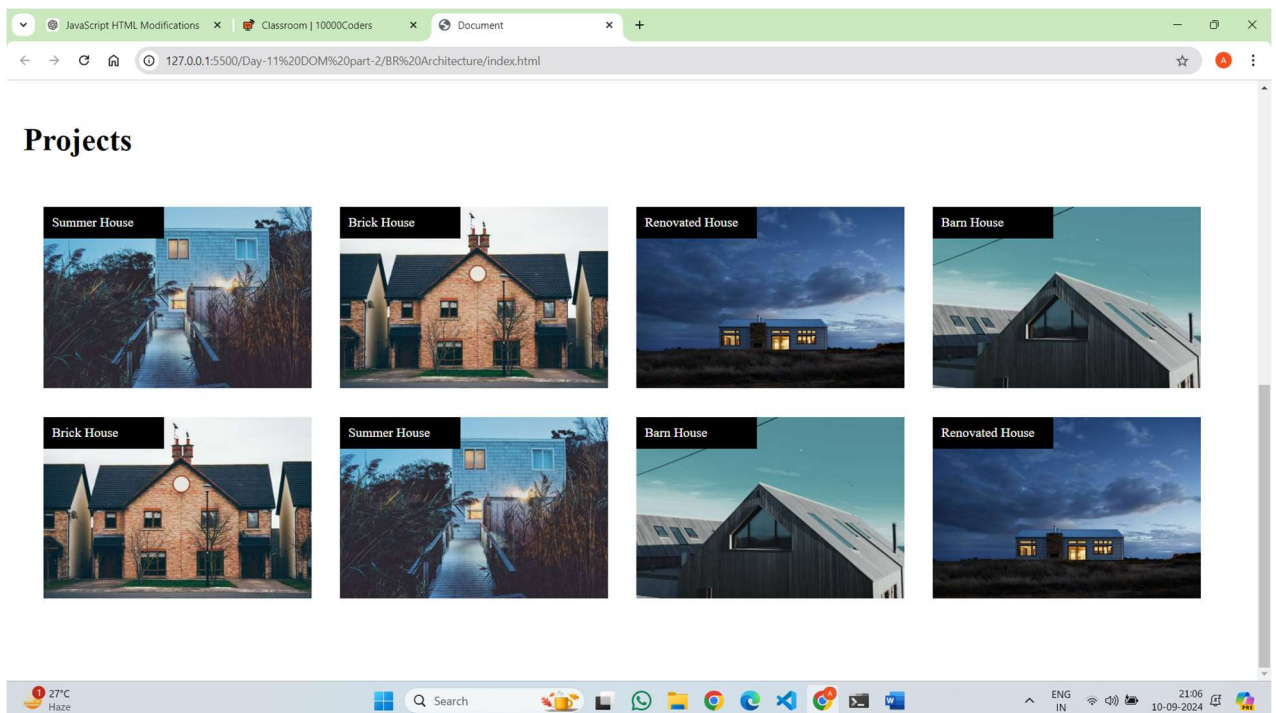 JavaScript HTML Modifications
Classroom | 10000Coders
Document
127.0.0.1:5500/Day-11%20DOM%20part-2/BR%20Architecture/index.html
A
Projects
Summer House
Brick House
Renovated House
Barn House
Brick House
Summer House
Barn House
Renovated House
1
27°C
Haze
Search
A
W
PRE
ENG
IN
21:06
10-09-2024